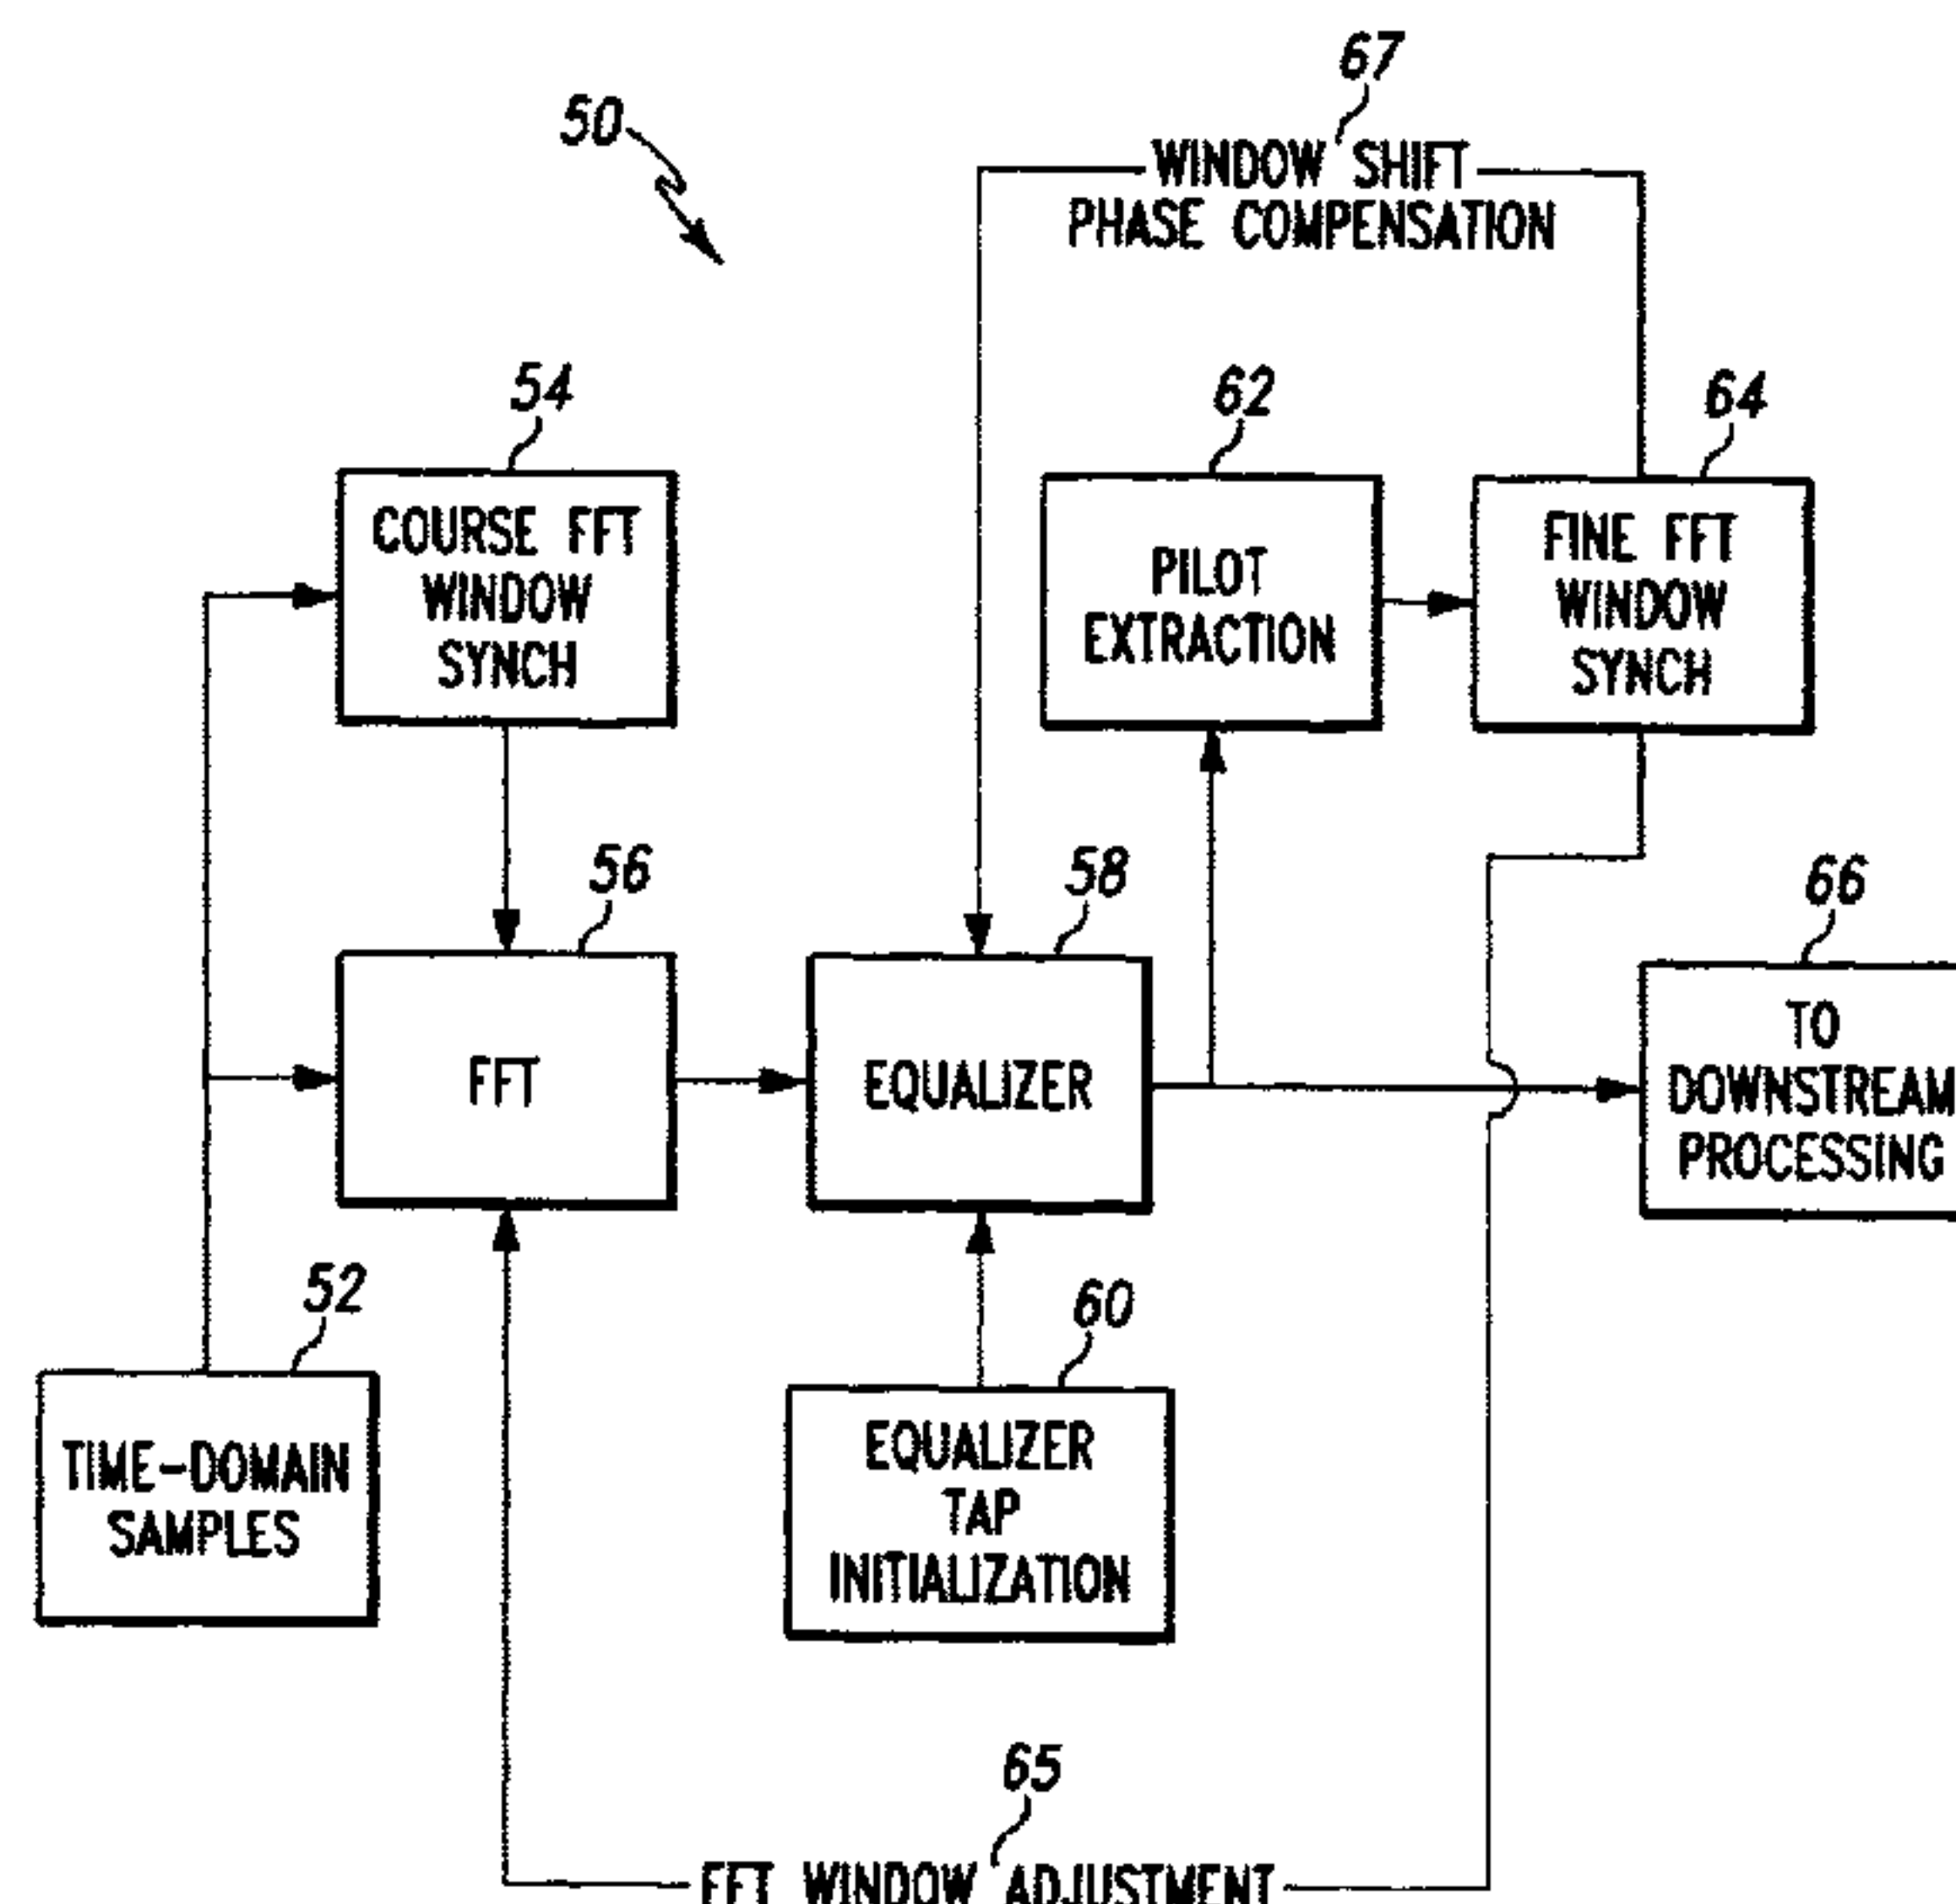 67
50
WINDOW SHIFT
PHASE COMPENSATION
54
62
64
COURSE FFT
WINDOW
SYNCH
PILOT
EXTRACTION
FINE FFT
WINDOW
SYNCH
56
58
66
FFT
EQUALIZER
TO
DOWNSTREAM
PROCESSING
52
60
TIME-DOMAIN
SAMPLES
EQUALIZER
TAP
INITIALIZATION
65
FFT WINDOW ADJUSTMENT